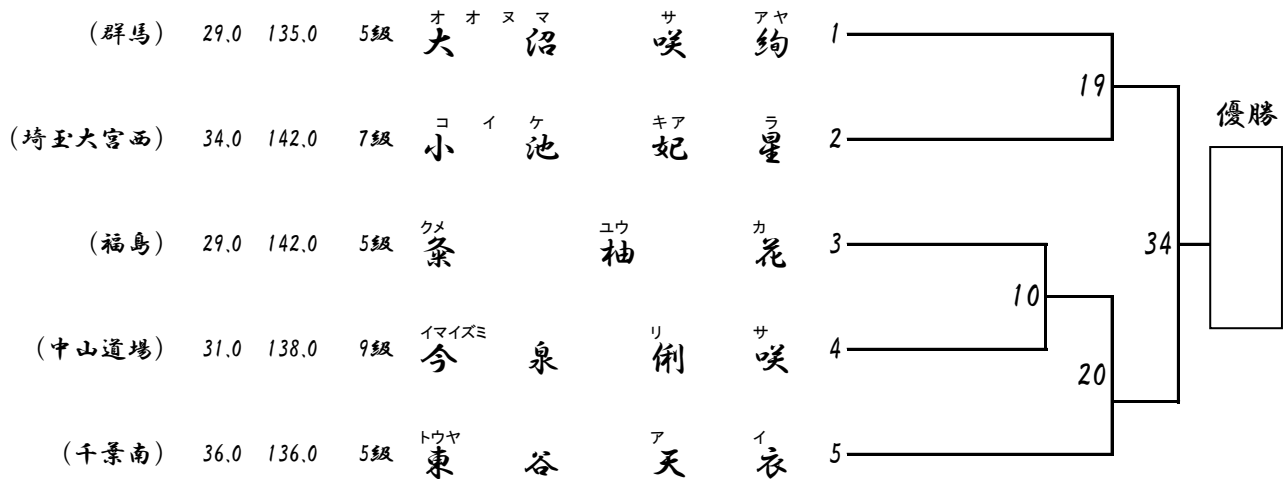 オオヌマ サ アヤ
(群馬) 29.0 135.0 5級 大沼 咲絢 1
19
優勝
コイケ キア ラ
(埼玉大宮西) 34.0 142.0 7級 小池 妃星 2
クメ ユウ カ
(福島) 29.0 142.0 5級 粂 柚花 3
34
10
イマイズミ リ サ
(中山道場) 31.0 138.0 9級 今泉 俐咲 4
20
トウヤ ア イ
(千葉南) 36.0 136.0 5級 東谷 天衣 5